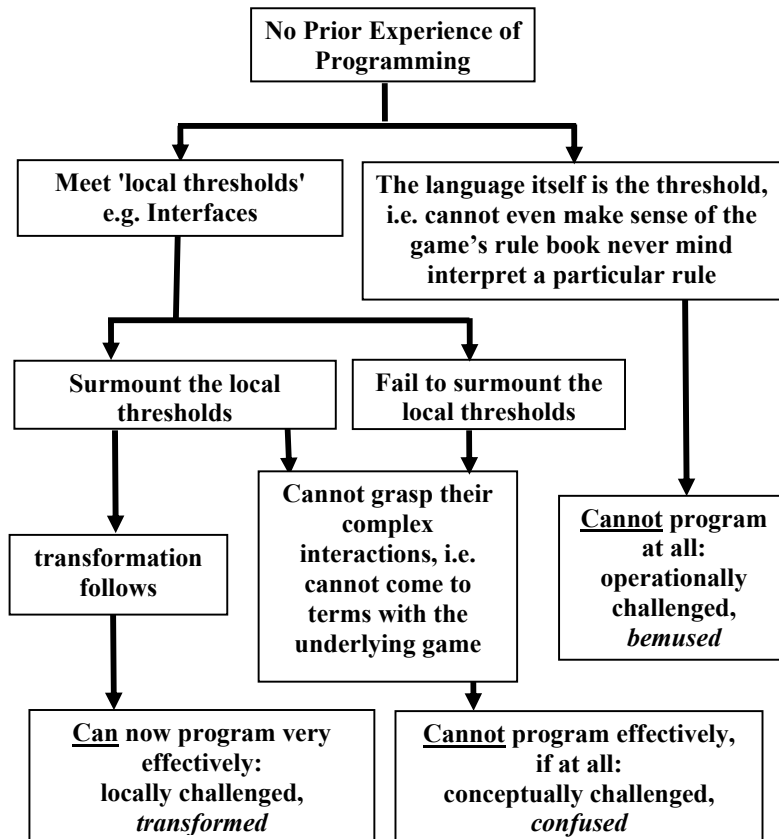 No Prior Experience of
Programming
Meet 'local thresholds'
e.g. Interfaces
The language itself is the threshold,
i.e. cannot even make sense of the
game’s rule book never mind
interpret a particular rule
Surmount the local
thresholds
Fail to surmount the
local thresholds
transformation
follows
Cannot grasp their
complex
interactions, i.e.
cannot come to
terms with the
underlying game
Cannot program
at all:
operationally
challenged,
bemused
Can now program very
effectively:
locally challenged,
transformed
Cannot program effectively,
if at all:
conceptually challenged,
confused